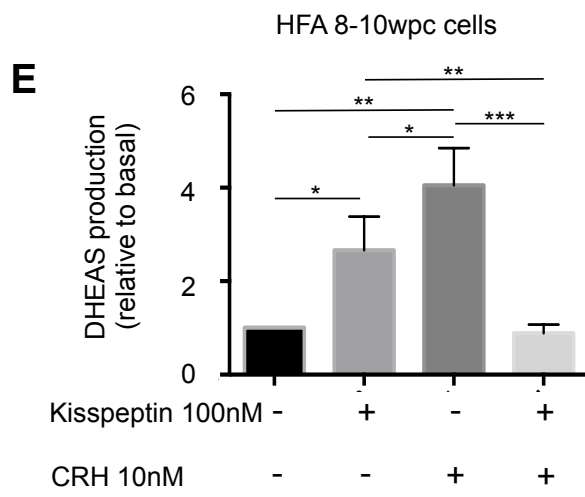 HFA 8-10wpc cells
E
DHEAS production
(relative to basal)
6
4
2
0
**
**
*
***
*
Kisspeptin 100nM - + - +
CRH 10nM - - + +